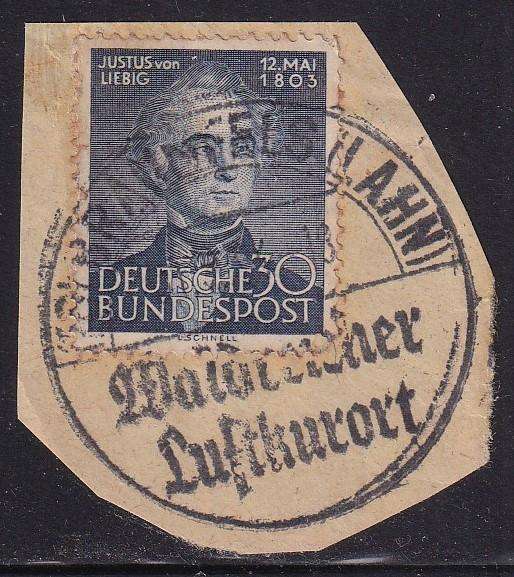 JUSTUS von
LIEBIG
12. MAI
1803
(LAHN)
DEUTSCHE 30
BUNDESPOST
L. SCHNELL
Luftkurort